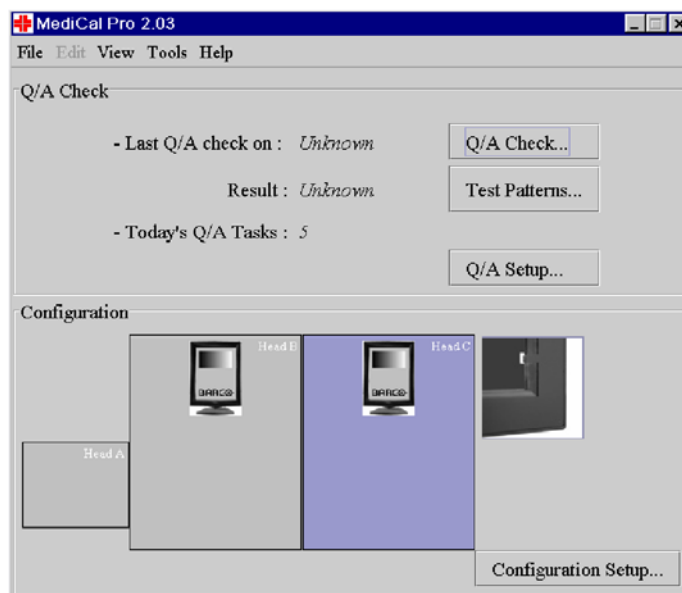 MediCal Pro 2.03
File Edit View Tools Help
Q/A Check
- Last Q/A check on : Unknown
Q/A Check...
Result : Unknown
Test Patterns...
- Today's Q/A Tasks : 5
Q/A Setup...
Configuration
Head B
Head C
BARCO
BARCO
Head A
Configuration Setup...